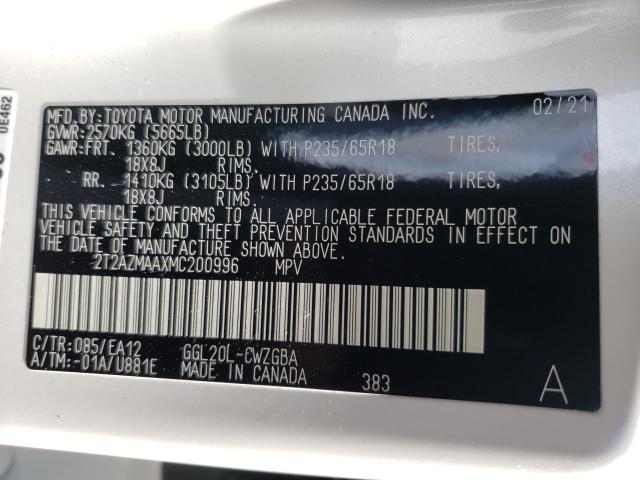 MFD.BY:TOYOTA MOTOR MANUFACTURING CANADA INC. 02/21
GVWR:2570KG (5665LB)
GAWR:FRT. 1360KG (3000LB) WITH P235/65R18 TIRES,
18X8J RIMS.
RR. 1410KG (3105LB) WITH P235/65R18 TIRES,
18X8J RIMS.
THIS VEHICLE CONFORMS TO ALL APPLICABLE FEDERAL MOTOR
VEHICLE SAFETY AND THEFT PREVENTION STANDARDS IN EFFECT ON
THE DATE OF MANUFACTURE SHOWN ABOVE.
2T2AZMAAXMC200996 MPV
C/TR:085/EA12 GGL20L-CWZGBA
A/TM:-01A/U881E MADE IN CANADA 383 A
0E462